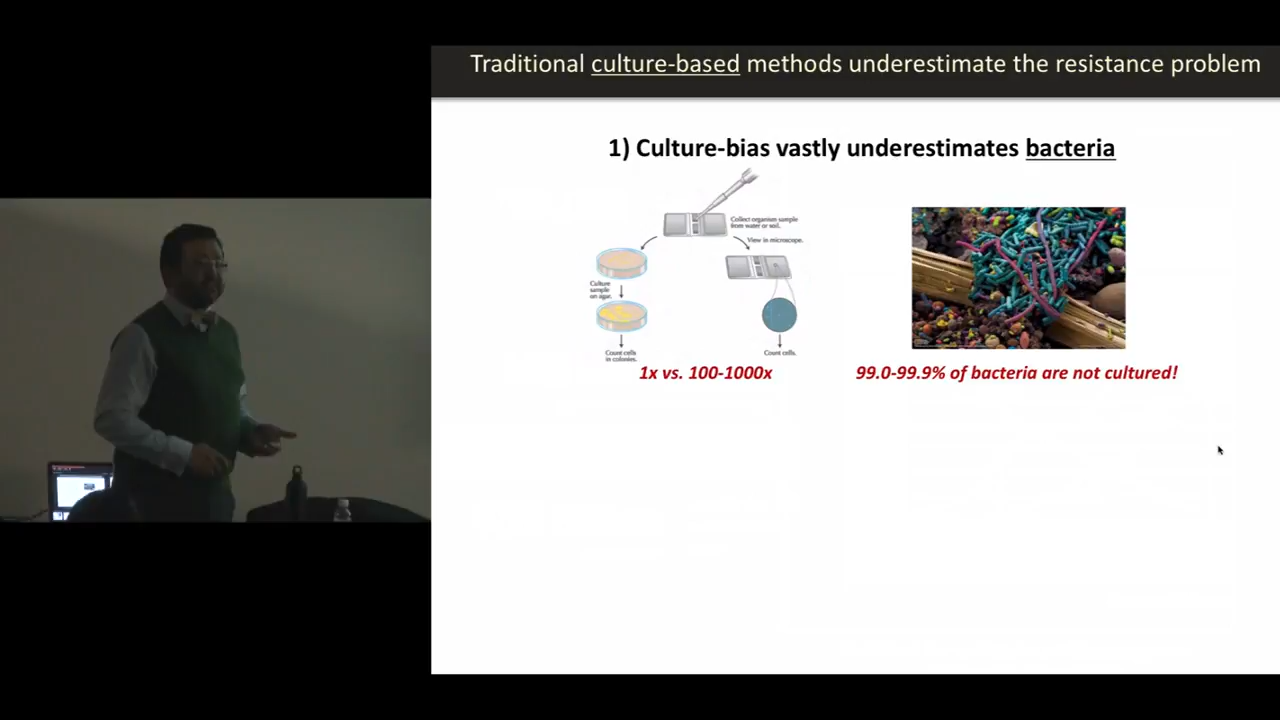 Traditional culture-based methods underestimate the resistance problem
1) Culture-bias vastly underestimates bacteria
Collect organism sample
from water or soil.
View in microscope.
Culture
sample
on agar.
Count cells
in colonies.
Count cells.
1x vs. 100-1000x
99.0-99.9% of bacteria are not cultured!